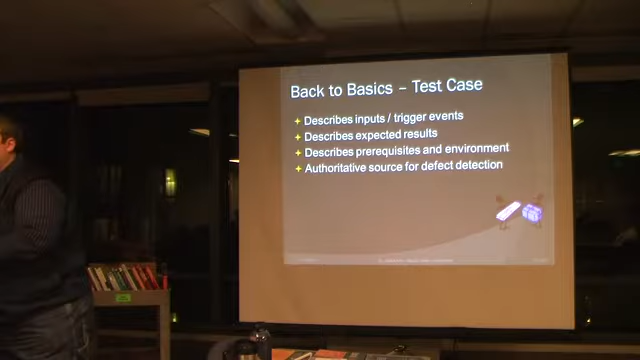 Back to Basics – Test Case
Describes inputs / trigger events
Describes expected results
Describes prerequisites and environment
Authoritative source for defect detection